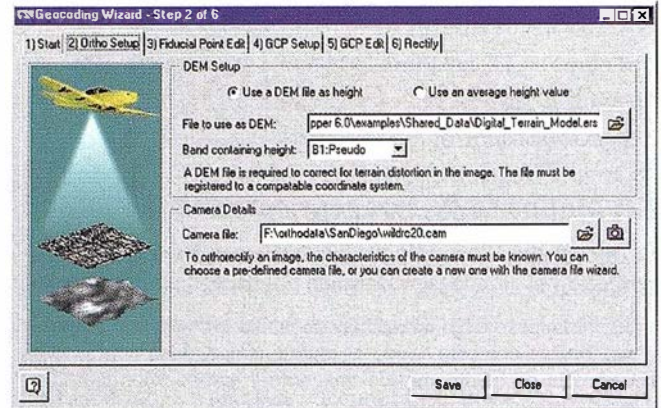 Geocoding Wizard - Step 2 of 6
1) Start 2) Ortho Setup 3) Fiducial Point Edit 4) GCP Setup 5) GCP Edit 6) Rectify
DEM Setup
Use a DEM file as height Use an average height value
File to use as DEM: pper 6.0\examples\Shared_Data\Digital_Terrain_Model.ers
Band containing height: B1:Pseudo
A DEM file is required to correct for terrain distortion in the image. The file must be
registered to a compatable coordinate system.
Camera Details
Camera file: F:\orthodata\SanDiego\wildrc20.cam
To orthorectify an image, the characteristics of the camera must be known. You can
choose a pre-defined camera file, or you can create a new one with the camera file wizard.
Save Close Cancel